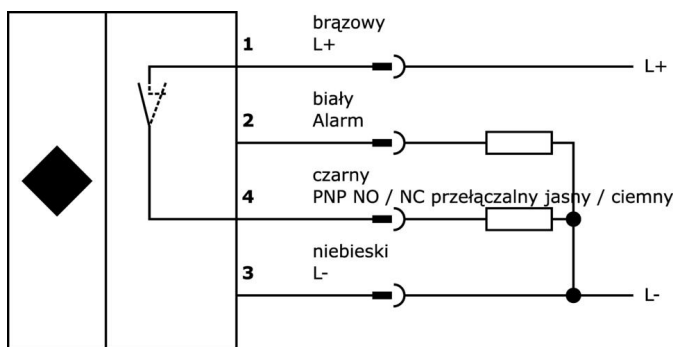 brązowy
1 L+ L+
biały
2 Alarm
czarny
4 PNP NO / NC przełączalny jasny / ciemny
niebieski
3 L- L-